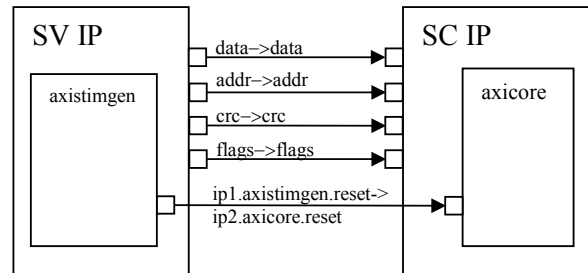 SV IP
SC IP
axistimgen
axicore
data–>data
addr–>addr
crc–>crc
flags–>flags
ip1.axistimgen.reset->
ip2.axicore.reset